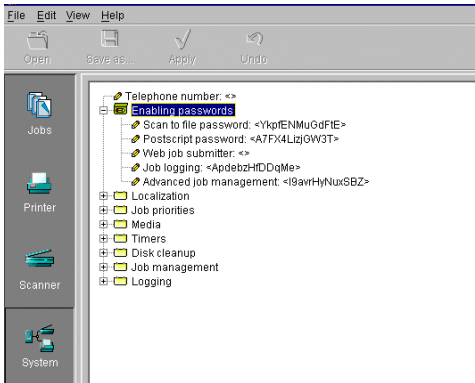 File Edit View Help
Open Save as... Apply Undo
Telephone number: <>
Enabling passwords
Scan to file password: <YkpfENMuGdFtE>
Postscript password: <A7FX4LizjGW3T>
Web job submitter: <>
Job logging: <ApdebzHfDDqMe>
Advanced job management: <I9avrHyNuxSBZ>
Localization
Job priorities
Media
Timers
Disk cleanup
Job management
Logging
Jobs
Printer
Scanner
System